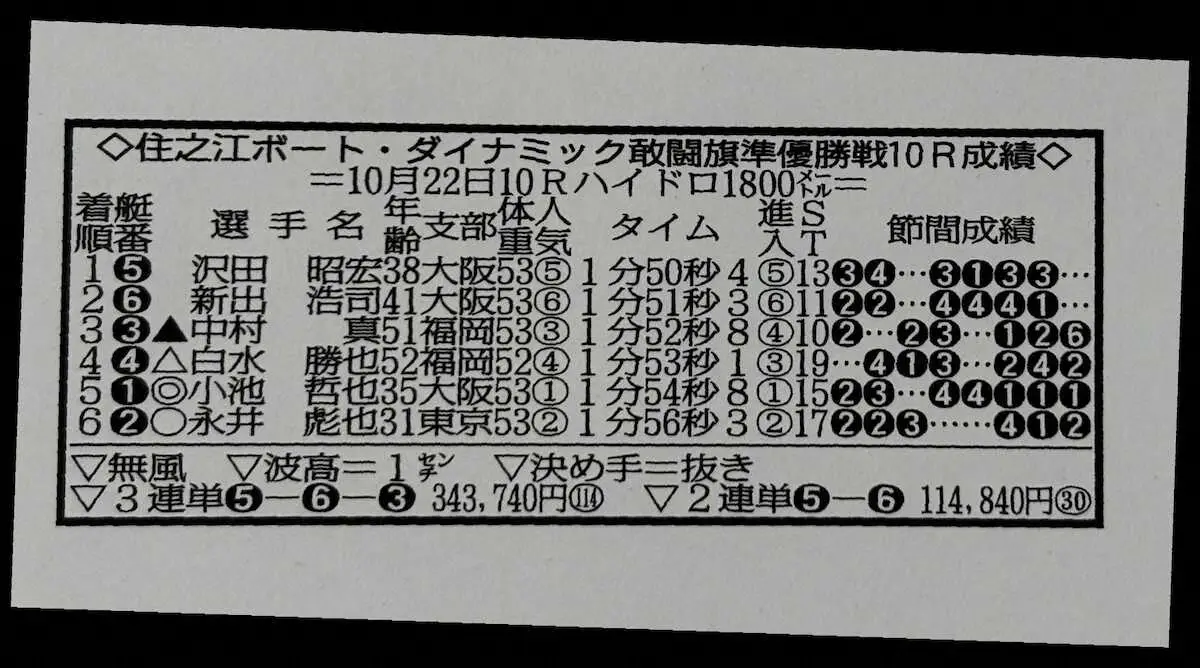 ◇住之江ボート・ダイナミック敢闘旗準優勝戦10R成績◇
＝10月22日10Rハイドロ1800メートル＝
着順 艇番 選手名 年齢 支部 体重 人気 タイム 進入 ST 節間成績
1 ❺ 沢田 昭宏 38 大阪 53 ⑤ 1分50秒4 ⑤ 13 ❸❹…❸❶❸❸…
2 ❻ 新出 浩司 41 大阪 53 ⑥ 1分51秒3 ⑥ 11 ❷❷…❹❹❹❶…
3 ❸ ▲中村 真 51 福岡 53 ③ 1分52秒8 ④ 10 ❷…❷❸…❶❷❻
4 ❹ △白水 勝也 52 福岡 52 ④ 1分53秒1 ③ 19 …❹❶❸…❷❹❷
5 ❶ ◎小池 哲也 35 大阪 53 ① 1分54秒8 ① 15 ❷❸…❹❹❶❶❶
6 ❷ ○永井 彪也 31 東京 53 ② 1分56秒3 ② 17 ❷❷❸……❹❶❷
▽無風 ▽波高＝1センチ ▽決め手＝抜き
▽3連単❺―❻―❸ 343,740円(114) ▽2連単❺―❻ 114,840円㉚